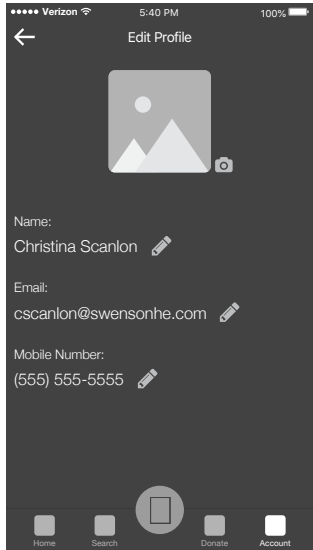 Verizon 5:40 PM 100%
Edit Profile
Name:
Christina Scanlon
Email:
cscanlon@swensonhe.com
Mobile Number:
(555) 555-5555
Home Search Donate Account